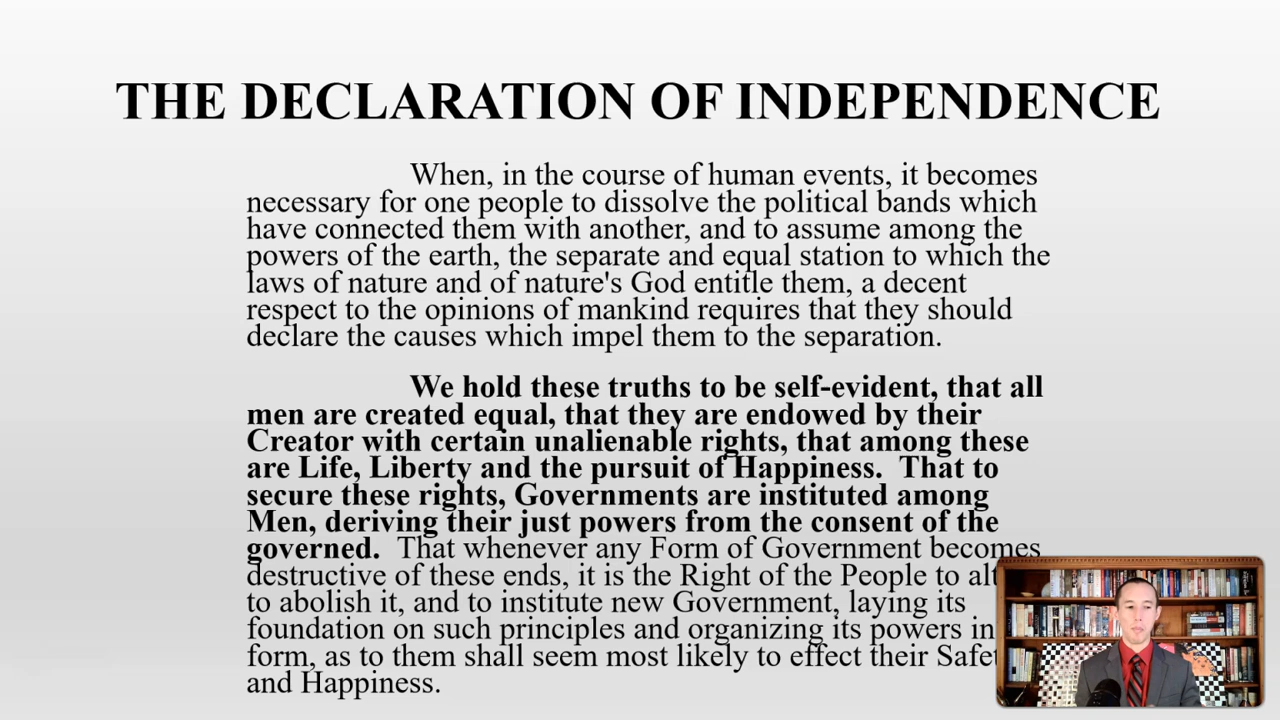 THE DECLARATION OF INDEPENDENCE
When, in the course of human events, it becomes
necessary for one people to dissolve the political bands which
have connected them with another, and to assume among the
powers of the earth, the separate and equal station to which the
laws of nature and of nature's God entitle them, a decent
respect to the opinions of mankind requires that they should
declare the causes which impel them to the separation.
We hold these truths to be self-evident, that all
men are created equal, that they are endowed by their
Creator with certain unalienable rights, that among these
are Life, Liberty and the pursuit of Happiness. That to
secure these rights, Governments are instituted among
Men, deriving their just powers from the consent of the
governed. That whenever any Form of Government becomes
destructive of these ends, it is the Right of the People to
to abolish it, and to institute new Government, laying its
foundation on such principles and organizing its powers in
form, as to them shall seem most likely to effect their
and Happiness.